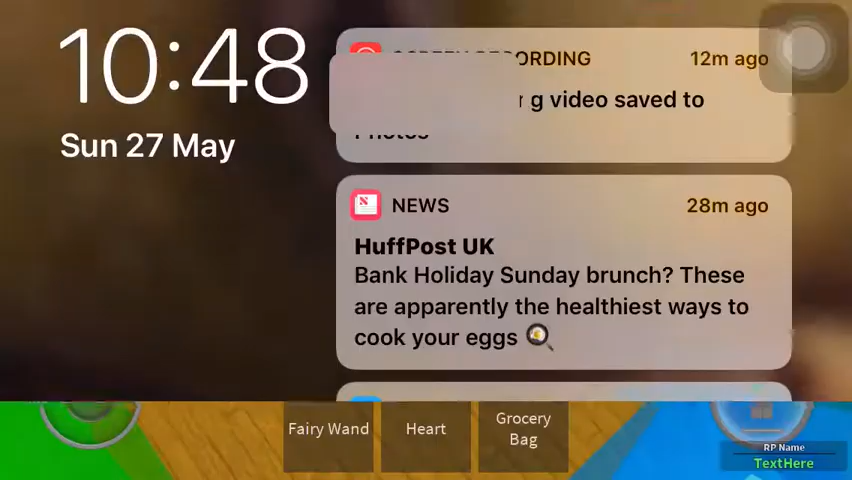 10:48
Sun 27 May
ORDING
12m ago
g video saved to
Photos
NEWS
28m ago
HuffPost UK
Bank Holiday Sunday brunch? These
are apparently the healthiest ways to
cook your eggs 🍳
Fairy Wand
Heart
Grocery
Bag
RP Name
TextHere